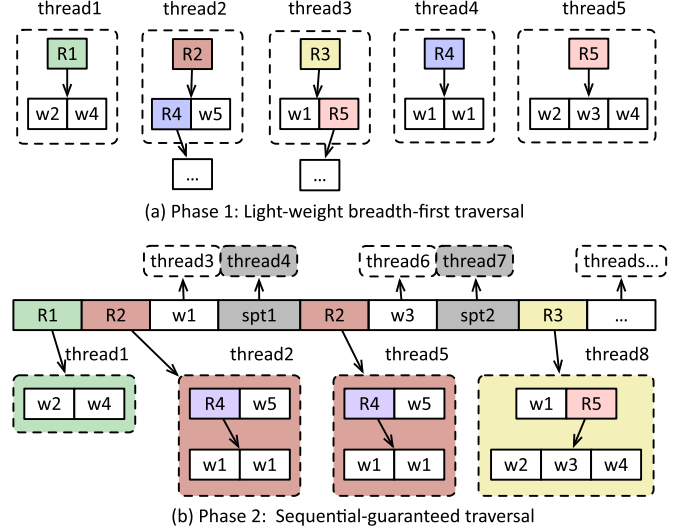 thread1 thread2 thread3 thread4 thread5
R1 R2 R3 R4 R5
w2 w4 R4 w5 w1 R5 w1 w1 w2 w3 w4
... ...
(a) Phase 1: Light-weight breadth-first traversal
thread3 thread4 thread6 thread7 threads...
R1 R2 w1 spt1 R2 w3 spt2 R3 ...
thread1 thread2 thread5 thread8
w2 w4 R4 w5 R4 w5 w1 R5
w1 w1 w1 w1 w2 w3 w4
(b) Phase 2: Sequential-guaranteed traversal